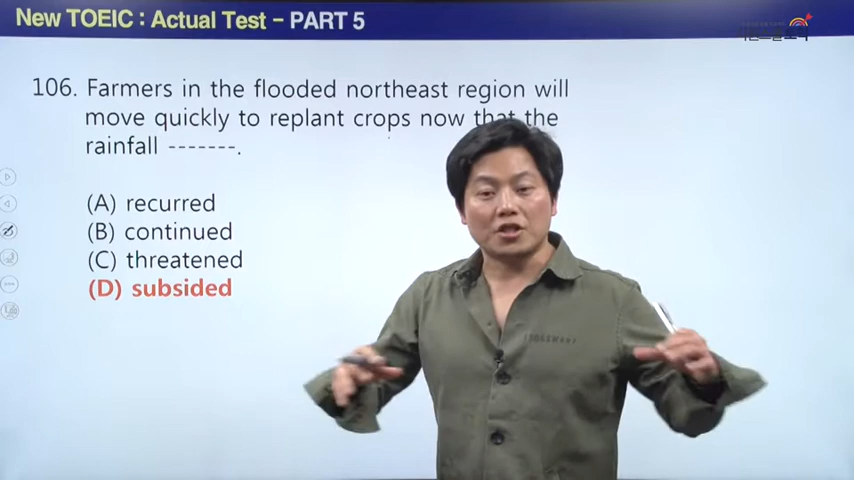 New TOEIC : Actual Test – PART 5
106. Farmers in the flooded northeast region will
move quickly to replant crops now that the
rainfall -------.
(A) recurred
(B) continued
(C) threatened
(D) subsided